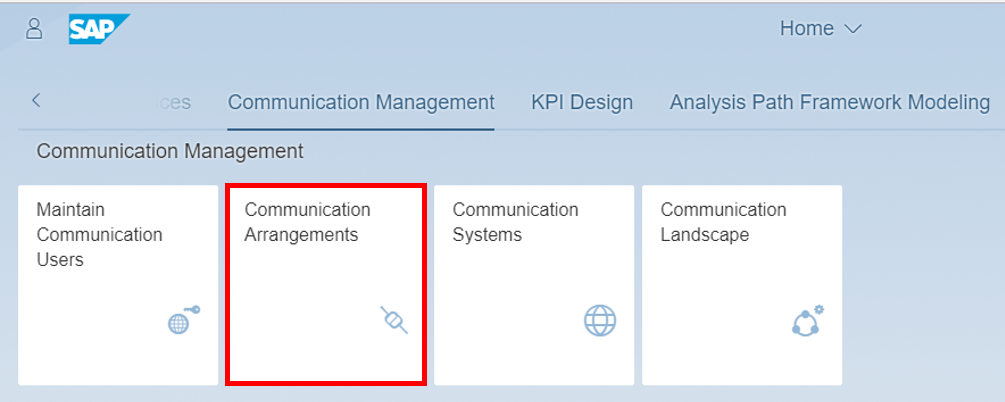 SAP
Home
ices
Communication Management
KPI Design
Analysis Path Framework Modeling
Communication Management
Maintain
Communication
Users
Communication
Arrangements
Communication
Systems
Communication
Landscape